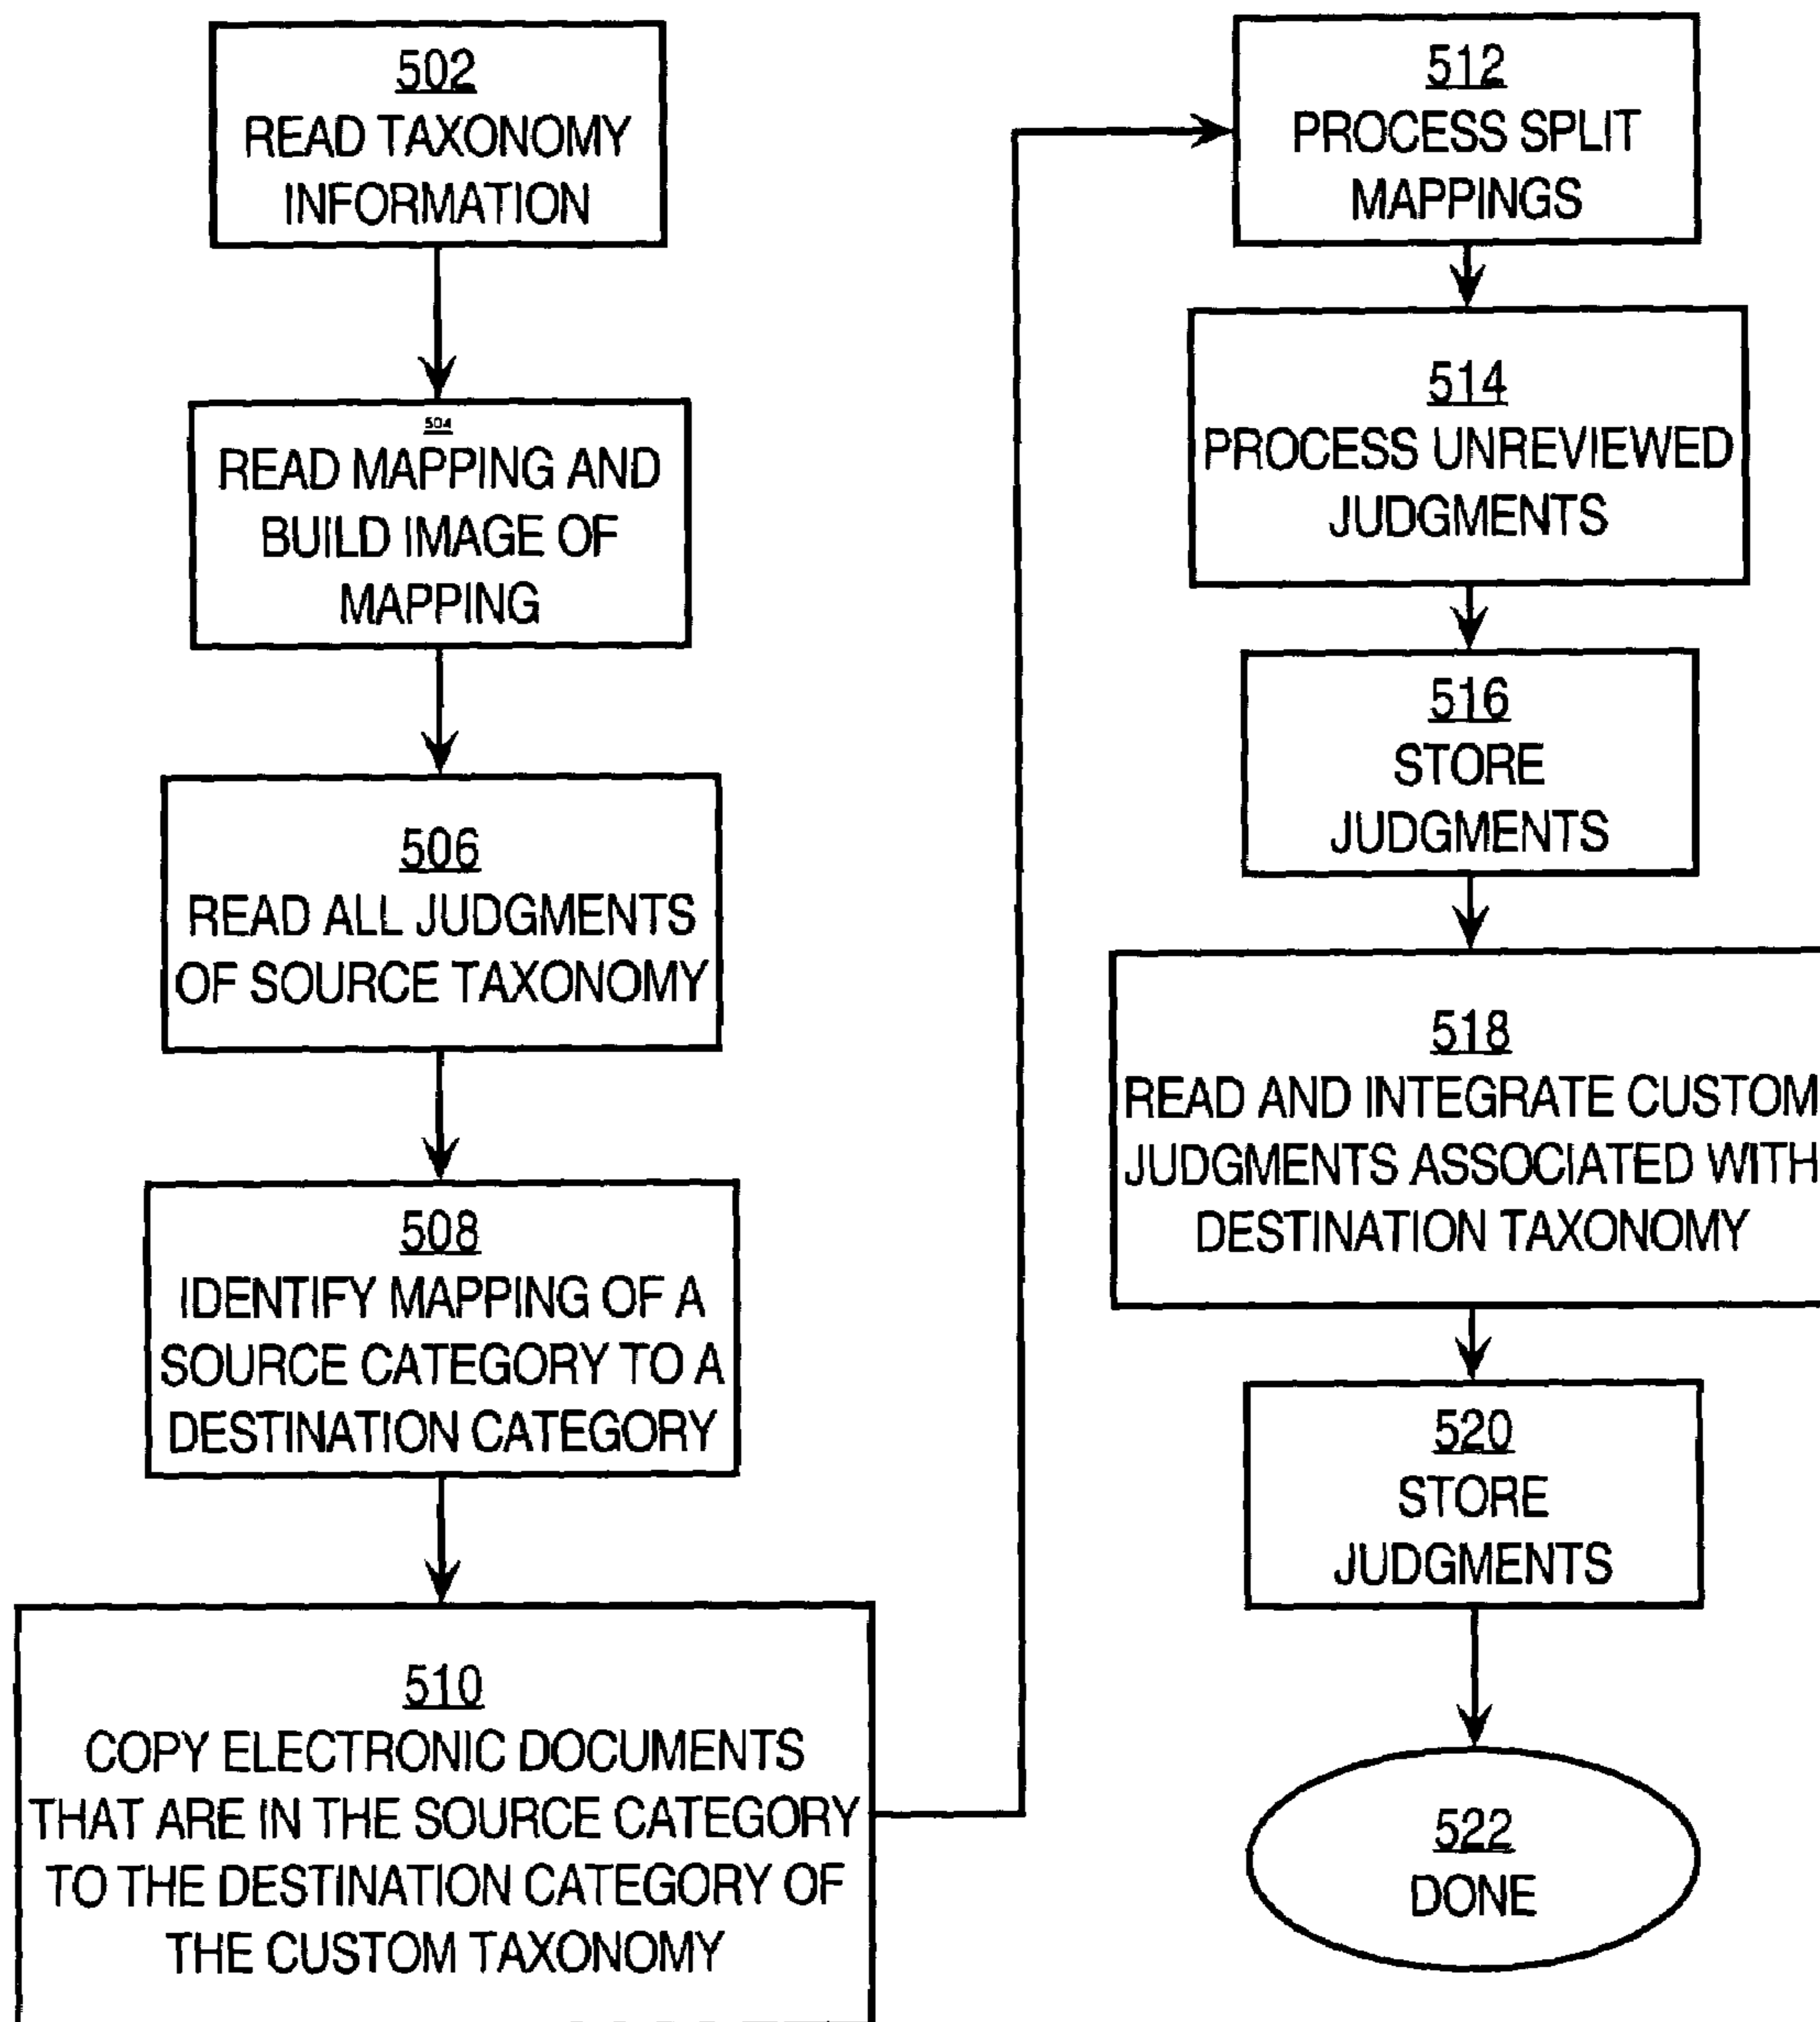 502
READ TAXONOMY
INFORMATION
504
READ MAPPING AND
BUILD IMAGE OF
MAPPING
506
READ ALL JUDGMENTS
OF SOURCE TAXONOMY
508
IDENTIFY MAPPING OF A
SOURCE CATEGORY TO A
DESTINATION CATEGORY
510
COPY ELECTRONIC DOCUMENTS
THAT ARE IN THE SOURCE CATEGORY
TO THE DESTINATION CATEGORY OF
THE CUSTOM TAXONOMY
512
PROCESS SPLIT
MAPPINGS
514
PROCESS UNREVIEWED
JUDGMENTS
516
STORE
JUDGMENTS
518
READ AND INTEGRATE CUSTOM
JUDGMENTS ASSOCIATED WITH
DESTINATION TAXONOMY
520
STORE
JUDGMENTS
522
DONE